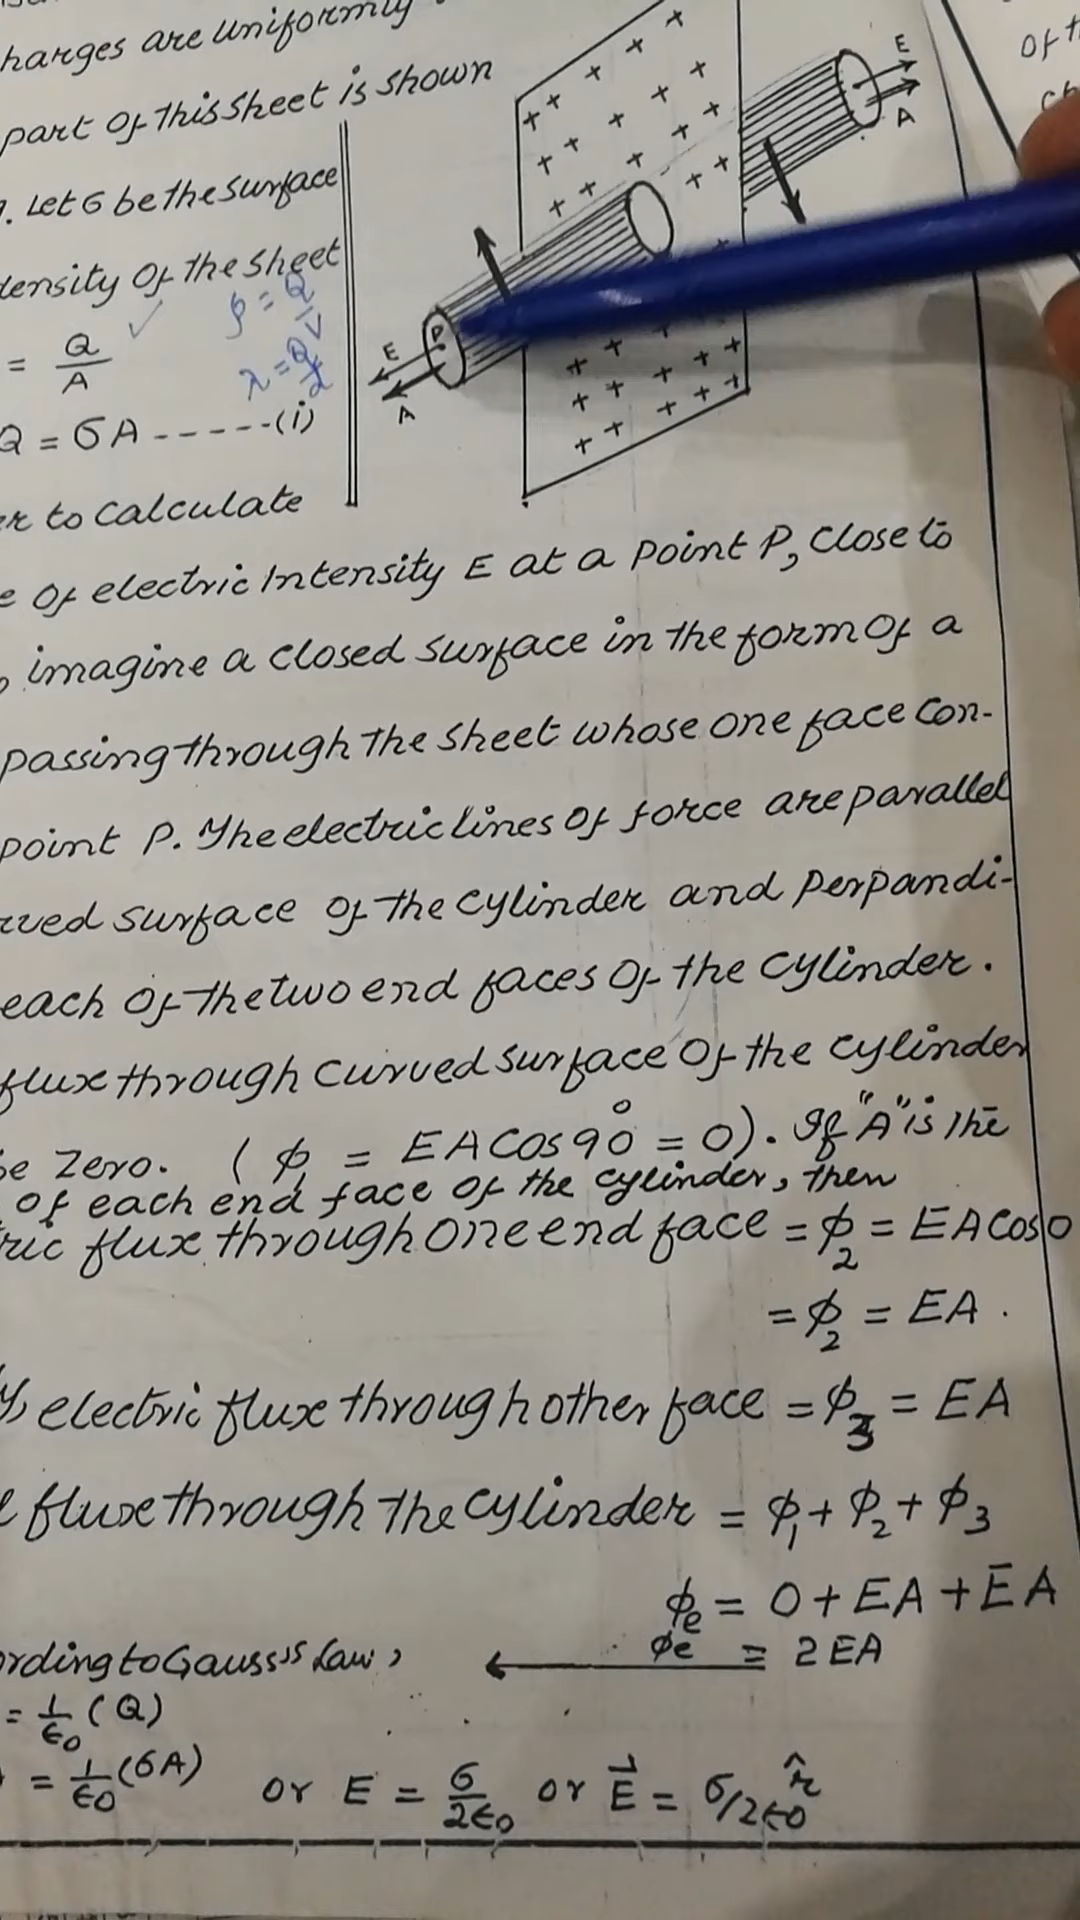 harges are uniformly
part of this sheet is shown
Let σ be the surface
density of the sheet
= Q/A ✓ ρ = Q/V
λ = Q/
Q = σA ------(i)
to calculate
of electric Intensity E at a point P, close to
imagine a closed surface in the form of a
passing through the sheet whose one face con-
point P. The electric lines of force are parallel
rved surface of the cylinder and perpandi-
each of the two end faces of the cylinder.
flux through curved surface of the cylinder
be zero. ( φ₁ = EA Cos 90° = 0). If "A" is the
of each end face of the cylinder, then
ric flux through one end face = φ₂ = EA Cos 0
= φ₂ = EA .
y, electric flux through other face = φ₃ = EA
flux through the cylinder = φ₁ + φ₂ + φ₃
φe = 0 + EA + EA
ording to Gauss's Law, ← φe = 2EA
= 1/ϵ₀ (Q)
= 1/ϵ₀ (σA) or E = σ/2ϵ₀ or E⃗ = σ/2ϵ₀ r̂
E
A
P
E
A
of th